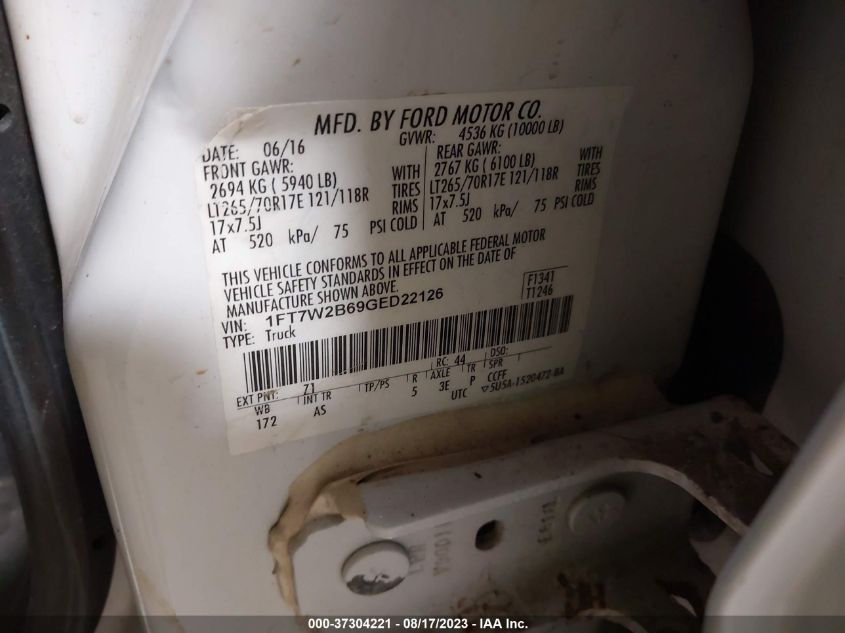 MFD. BY FORD MOTOR CO.
DATE: 06/16 GVWR: 4536 KG (10000 LB)
FRONT GAWR: REAR GAWR:
2694 KG ( 5940 LB) WITH 2767 KG ( 6100 LB) WITH
LT265/70R17E 121/118R TIRES LT265/70R17E 121/118R TIRES
17x7.5J RIMS 17x7.5J RIMS
AT 520 kPa/ 75 PSI COLD AT 520 kPa/ 75 PSI COLD
THIS VEHICLE CONFORMS TO ALL APPLICABLE FEDERAL MOTOR
VEHICLE SAFETY STANDARDS IN EFFECT ON THE DATE OF
MANUFACTURE SHOWN ABOVE.
F1341
T1246
VIN: 1FT7W2B69GED22126
TYPE: Truck
EXT PNT: Z1 RC: 44 DSO:
WB INT TR TP/PS R AXLE TR SPR
172 AS 5 3E P CCFF
UTC ▽5U5A-1520472-BA
000-37304221 - 08/17/2023 - © IAA Inc.